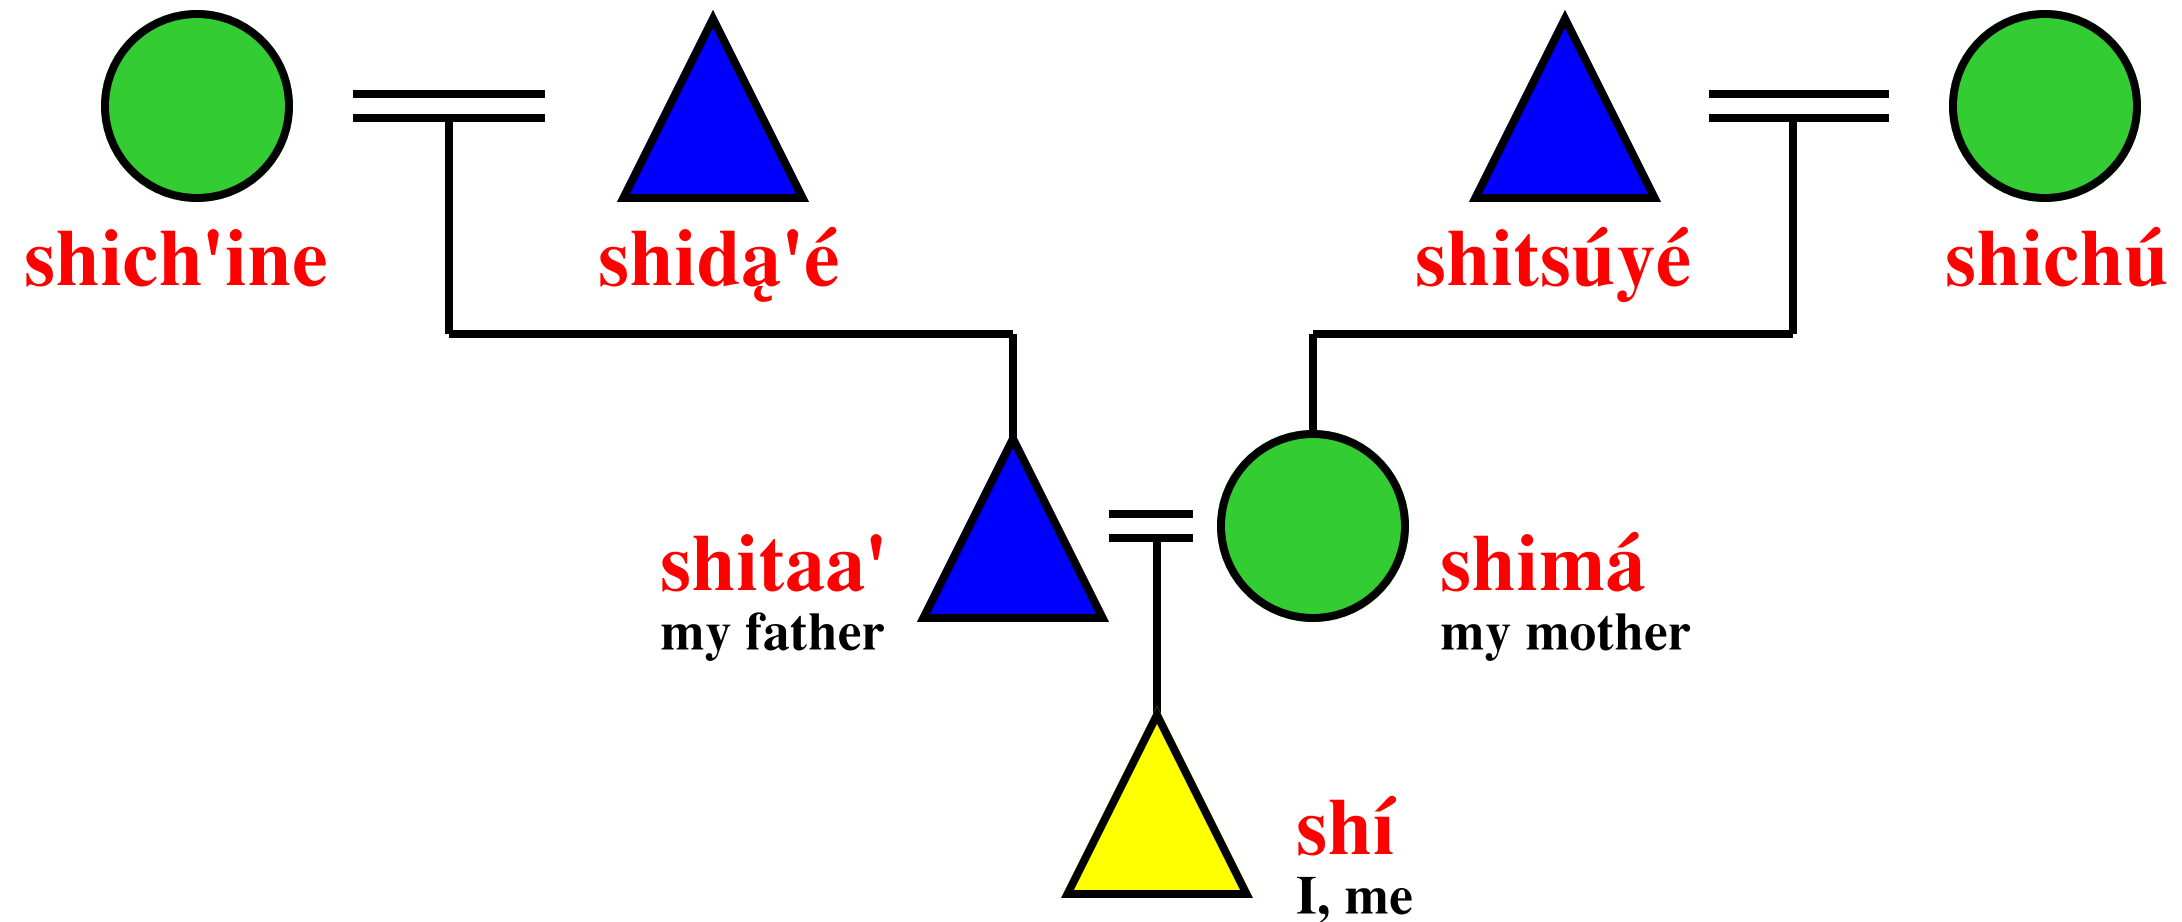 shich'ine
shidą'é
shitsúyé
shichú
shitaa'
my father
shimá
my mother
shí
I, me